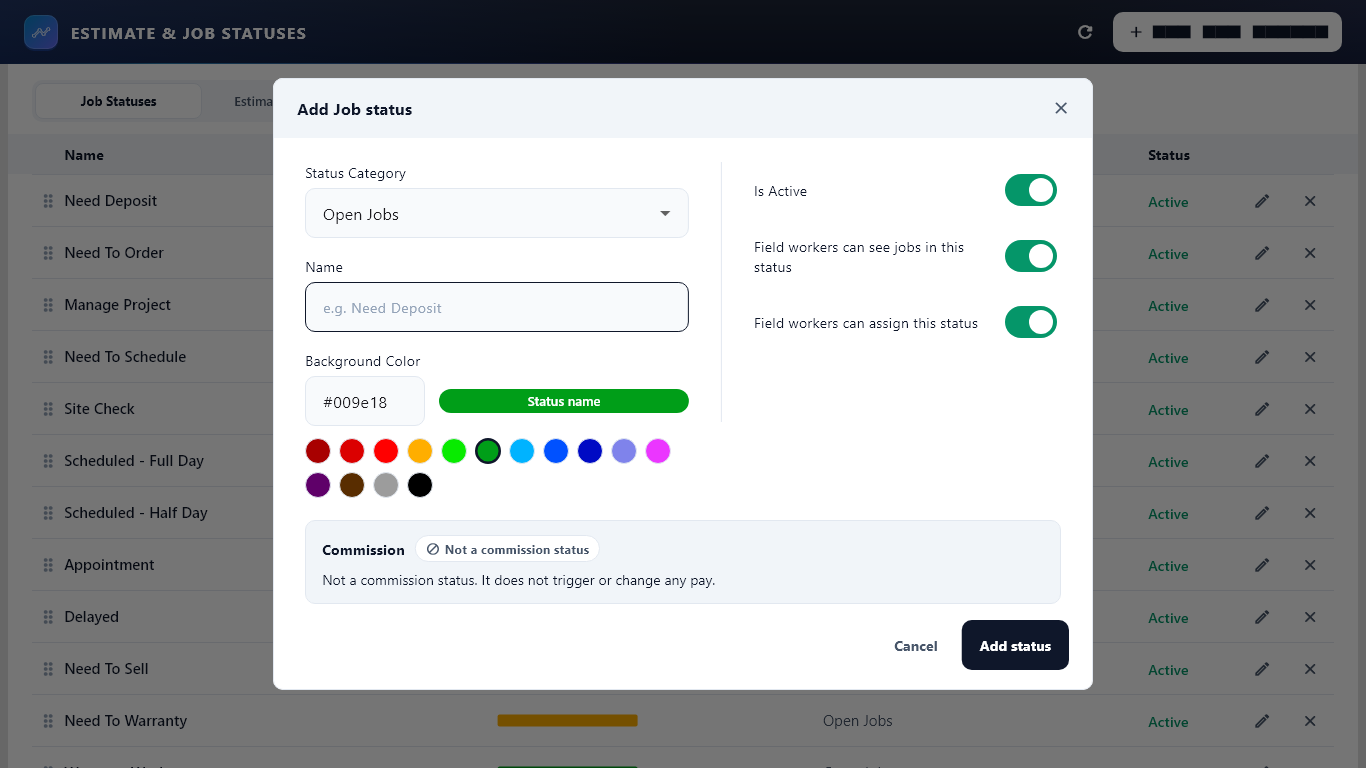 ESTIMATE & JOB STATUSES
+
Job Statuses
Estima
Name
Status
Need Deposit
Active
Need To Order
Active
Manage Project
Active
Need To Schedule
Active
Site Check
Active
Scheduled - Full Day
Active
Scheduled - Half Day
Active
Appointment
Active
Delayed
Active
Need To Sell
Active
Need To Warranty
Open Jobs
Active
Add Job status
Status Category
Open Jobs
Name
e.g. Need Deposit
Background Color
#009e18
Status name
Is Active
Field workers can see jobs in this
status
Field workers can assign this status
Commission
Not a commission status
Not a commission status. It does not trigger or change any pay.
Cancel
Add status